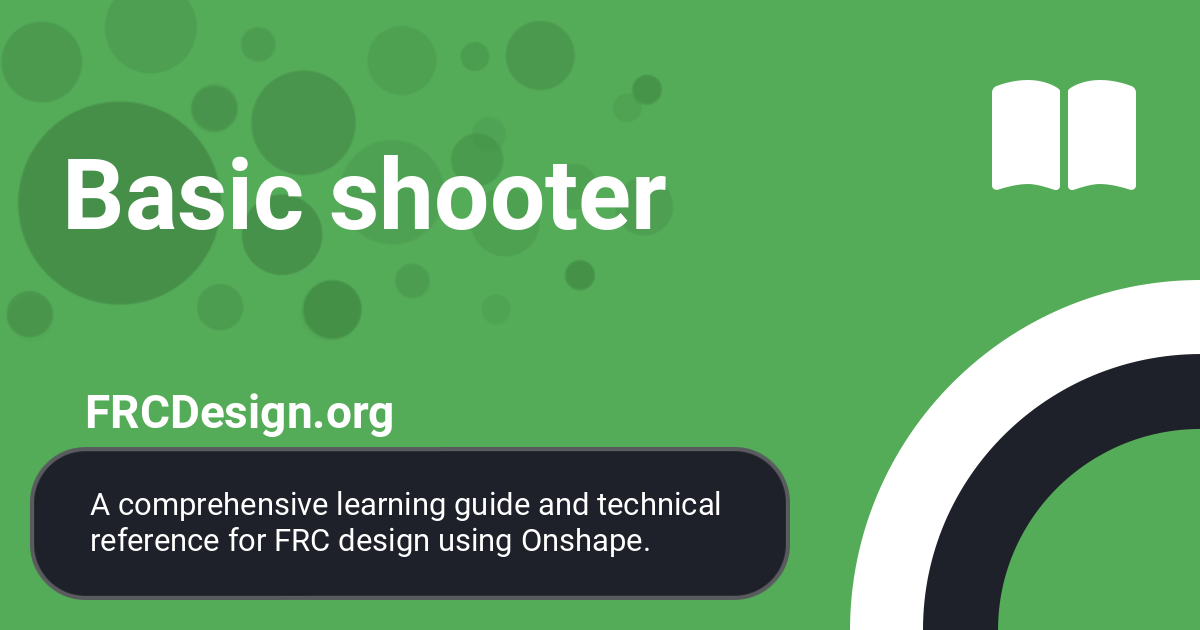 Basic shooter
FRCDesign.org
A comprehensive learning guide and technical
reference for FRC design using Onshape.